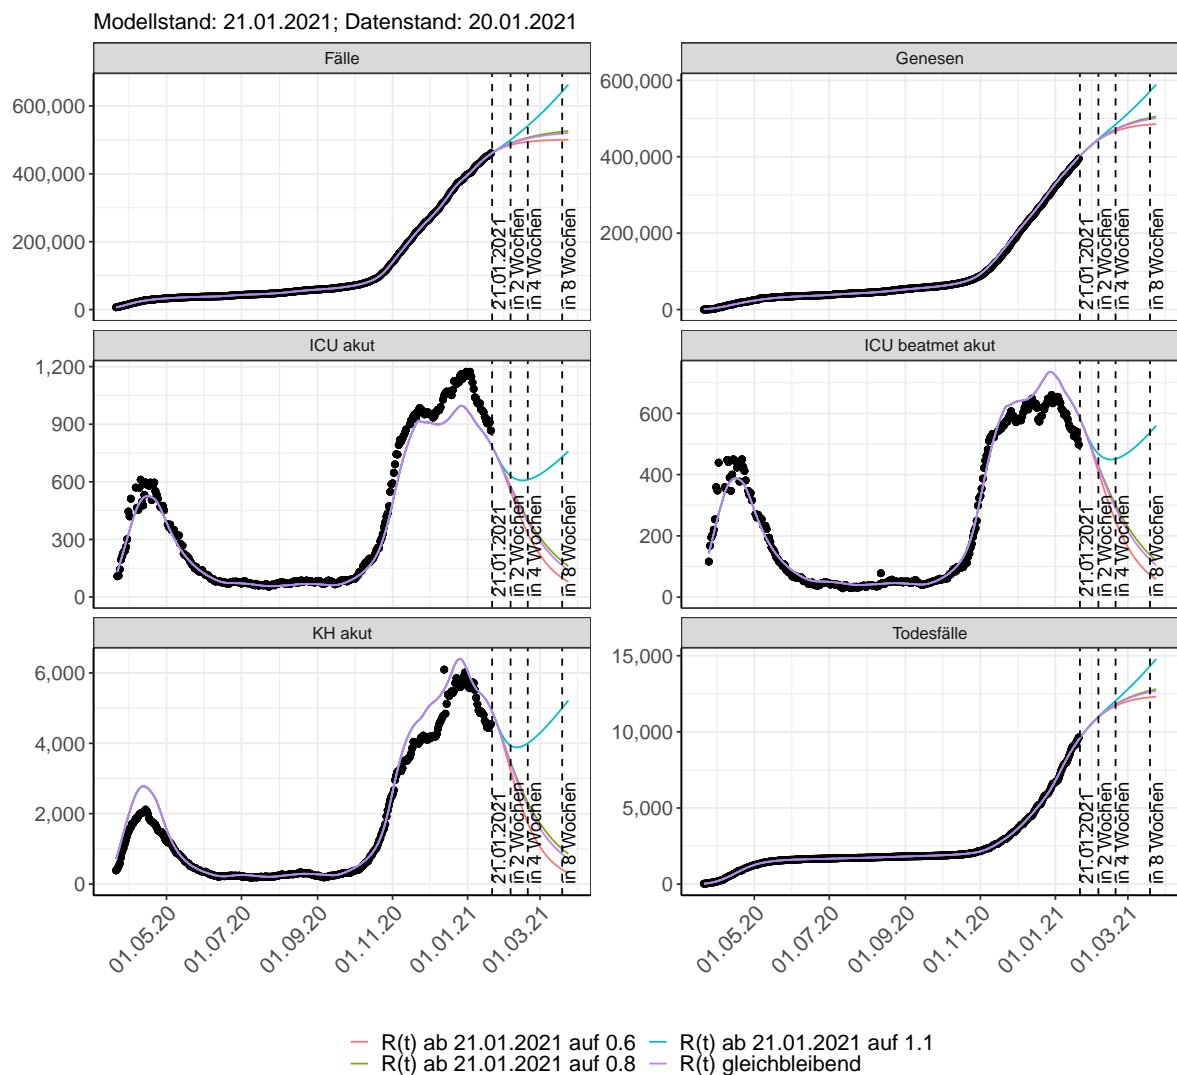 Modellstand: 21.01.2021; Datenstand: 20.01.2021
Fälle
Genesen
600,000
400,000
200,000
0
21.01.2021
in 2 Wochen
in 4 Wochen
in 8 Wochen
600,000
400,000
200,000
0
21.01.2021
in 2 Wochen
in 4 Wochen
in 8 Wochen
ICU akut
ICU beatmet akut
1,200
900
600
300
0
21.01.2021
in 2 Wochen
in 4 Wochen
in 8 Wochen
600
400
200
0
21.01.2021
in 2 Wochen
in 4 Wochen
in 8 Wochen
KH akut
Todesfälle
6,000
4,000
2,000
0
21.01.2021
in 2 Wochen
in 4 Wochen
in 8 Wochen
15,000
10,000
5,000
0
21.01.2021
in 2 Wochen
in 4 Wochen
in 8 Wochen
01.05.20
01.07.20
01.09.20
01.11.20
01.01.21
01.03.21
01.05.20
01.07.20
01.09.20
01.11.20
01.01.21
01.03.21
R(t) ab 21.01.2021 auf 0.6
R(t) ab 21.01.2021 auf 1.1
R(t) ab 21.01.2021 auf 0.8
R(t) gleichbleibend